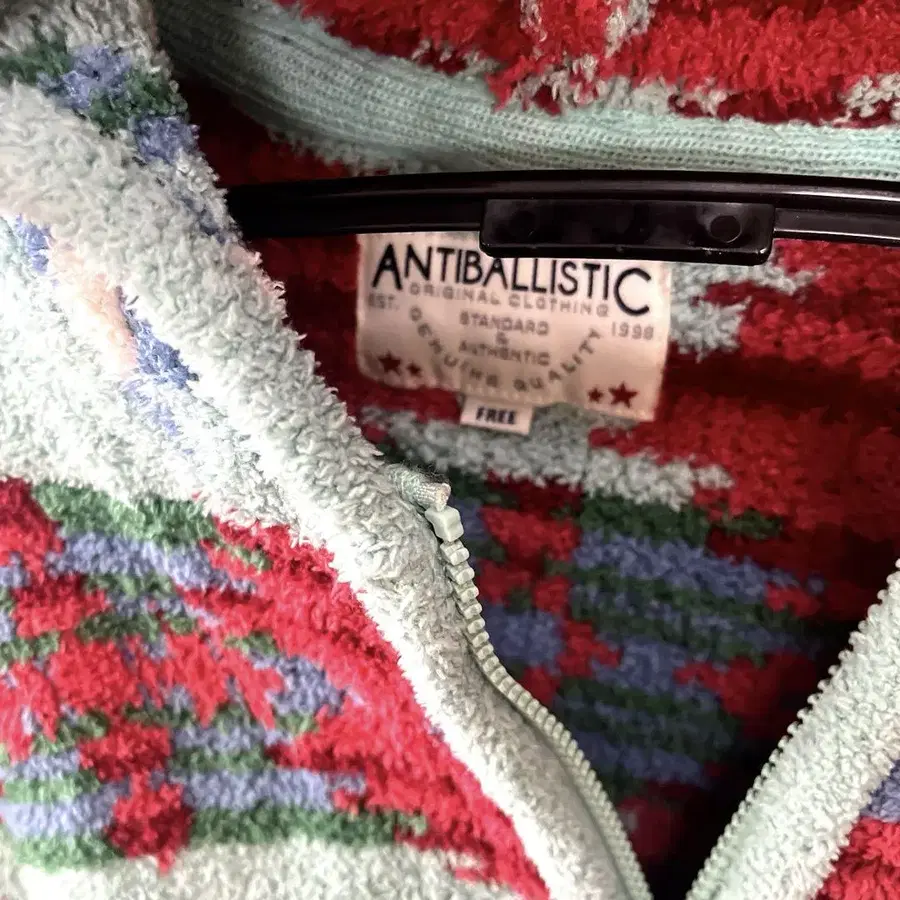 ANTIBALLISTIC
ORIGINAL CLOTHING
EST. 1998
STANDARD
&
AUTHENTIC
GENUINE QUALITY
FREE